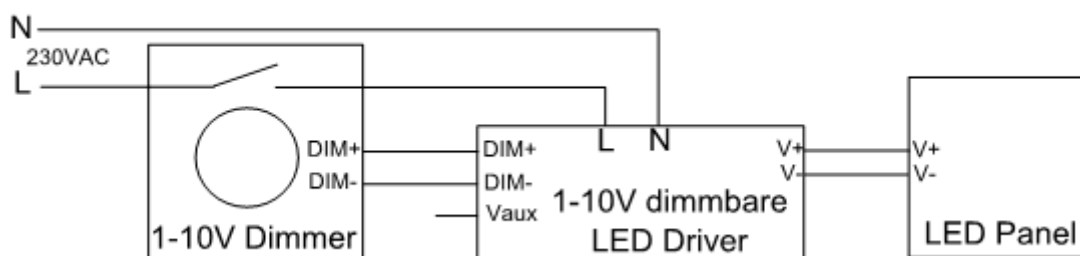 N
230VAC
L
L N
DIM+ DIM+ V+ V+
DIM- DIM- V- V-
Vaux
1-10V dimmbare
LED Driver
1-10V Dimmer
LED Panel